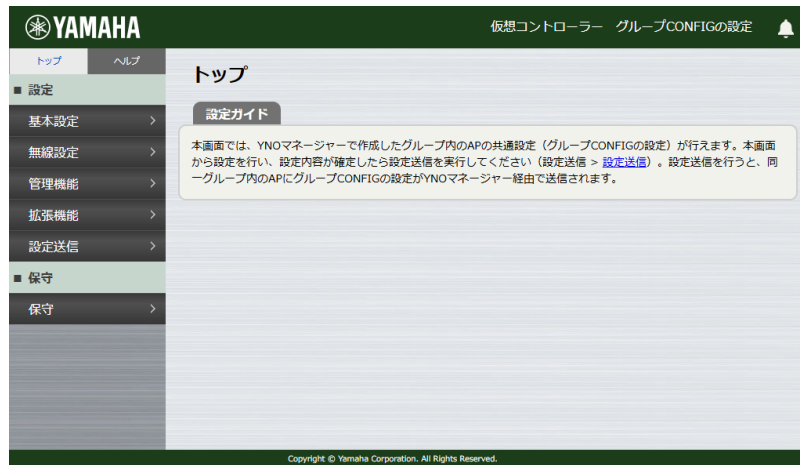 YAMAHA
仮想コントローラー グループCONFIGの設定
トップ
ヘルプ
■ 設定
基本設定
無線設定
管理機能
拡張機能
設定送信
■ 保守
保守
トップ
設定ガイド
本画面では、YNOマネージャーで作成したグループ内のAPの共通設定（グループCONFIGの設定）が行えます。本画面
から設定を行い、設定内容が確定したら設定送信を実行してください（設定送信 > 設定送信）。設定送信を行うと、同
一グループ内のAPにグループCONFIGの設定がYNOマネージャー経由で送信されます。
Copyright © Yamaha Corporation. All Rights Reserved.